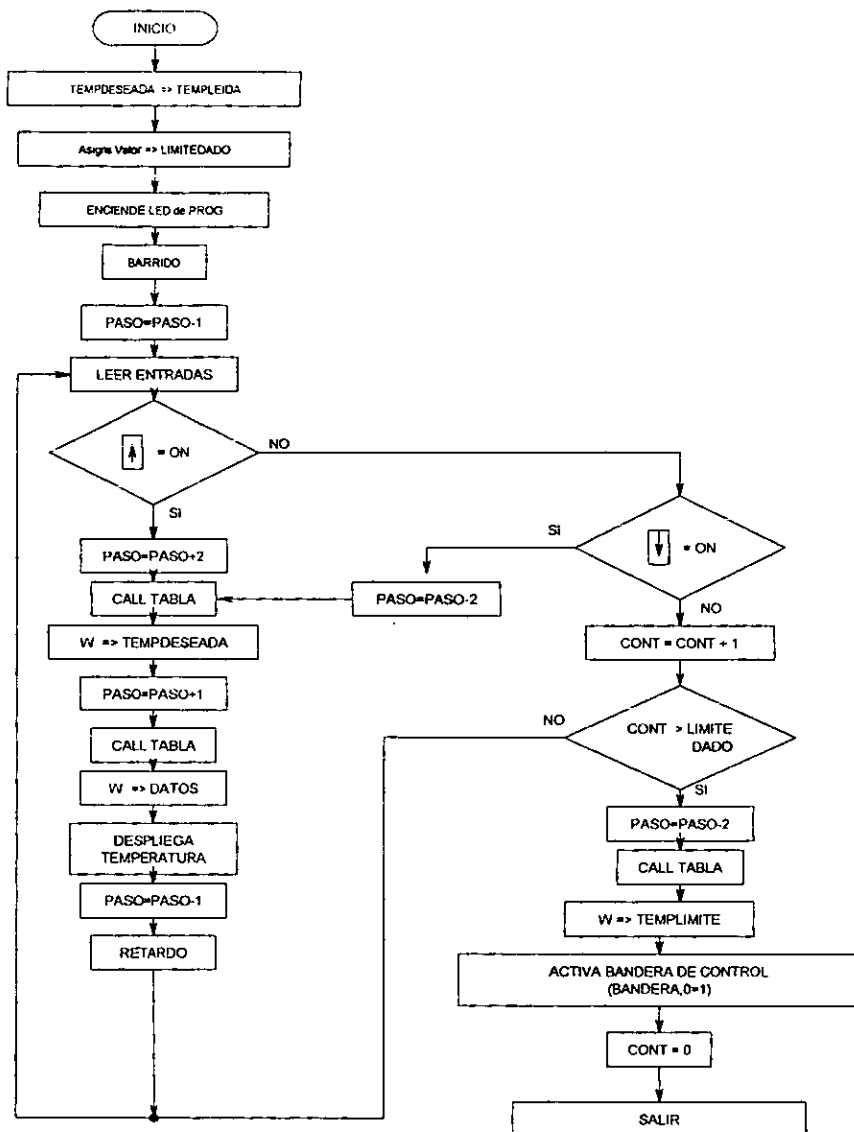 INICIO
TEMPDESEADA => TEMPLEIDA
Asigna Valor => LIMITEDADO
ENCIENDE LED de PROG
BARRIDO
PASO=PASO-1
LEER ENTRADAS
= ON
NO
SI
PASO=PASO+2
CALL TABLA
W => TEMPDESEADA
PASO=PASO+1
CALL TABLA
W => DATOS
DESPLIEGA
TEMPERATURA
PASO=PASO-1
RETARDO
= ON
SI
PASO=PASO-2
NO
CONT = CONT + 1
NO
CONT > LIMITE
DADO
SI
PASO=PASO-2
CALL TABLA
W => TEMPLIMITE
ACTIVA BANDERA DE CONTROL
(BANDERA,0=1)
CONT = 0
SALIR